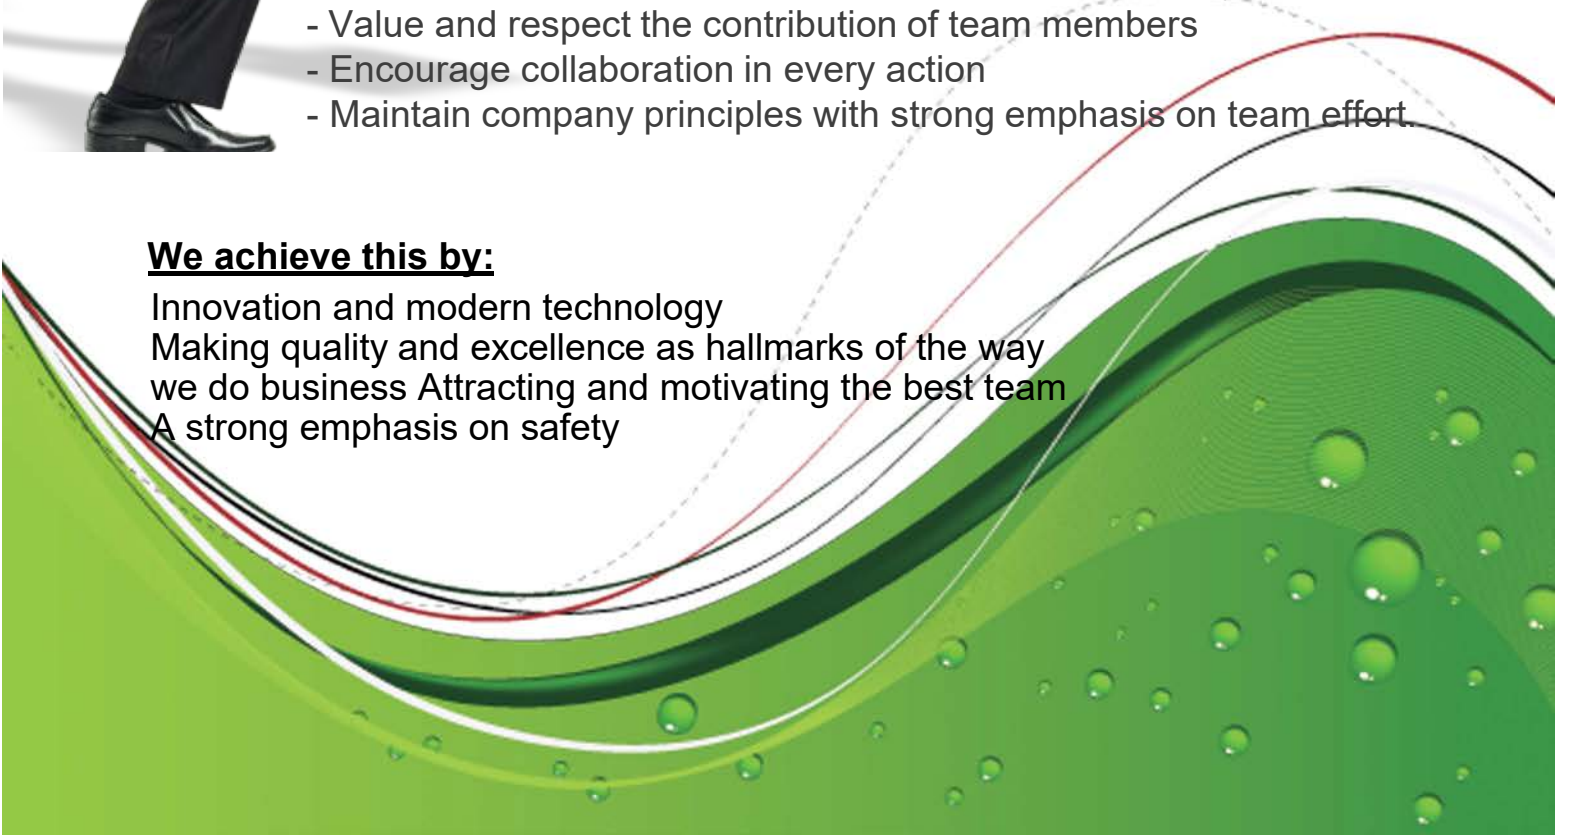 - Value and respect the contribution of team members
- Encourage collaboration in every action
- Maintain company principles with strong emphasis on team effort.
We achieve this by:
Innovation and modern technology
Making quality and excellence as hallmarks of the way
we do business Attracting and motivating the best team
A strong emphasis on safety